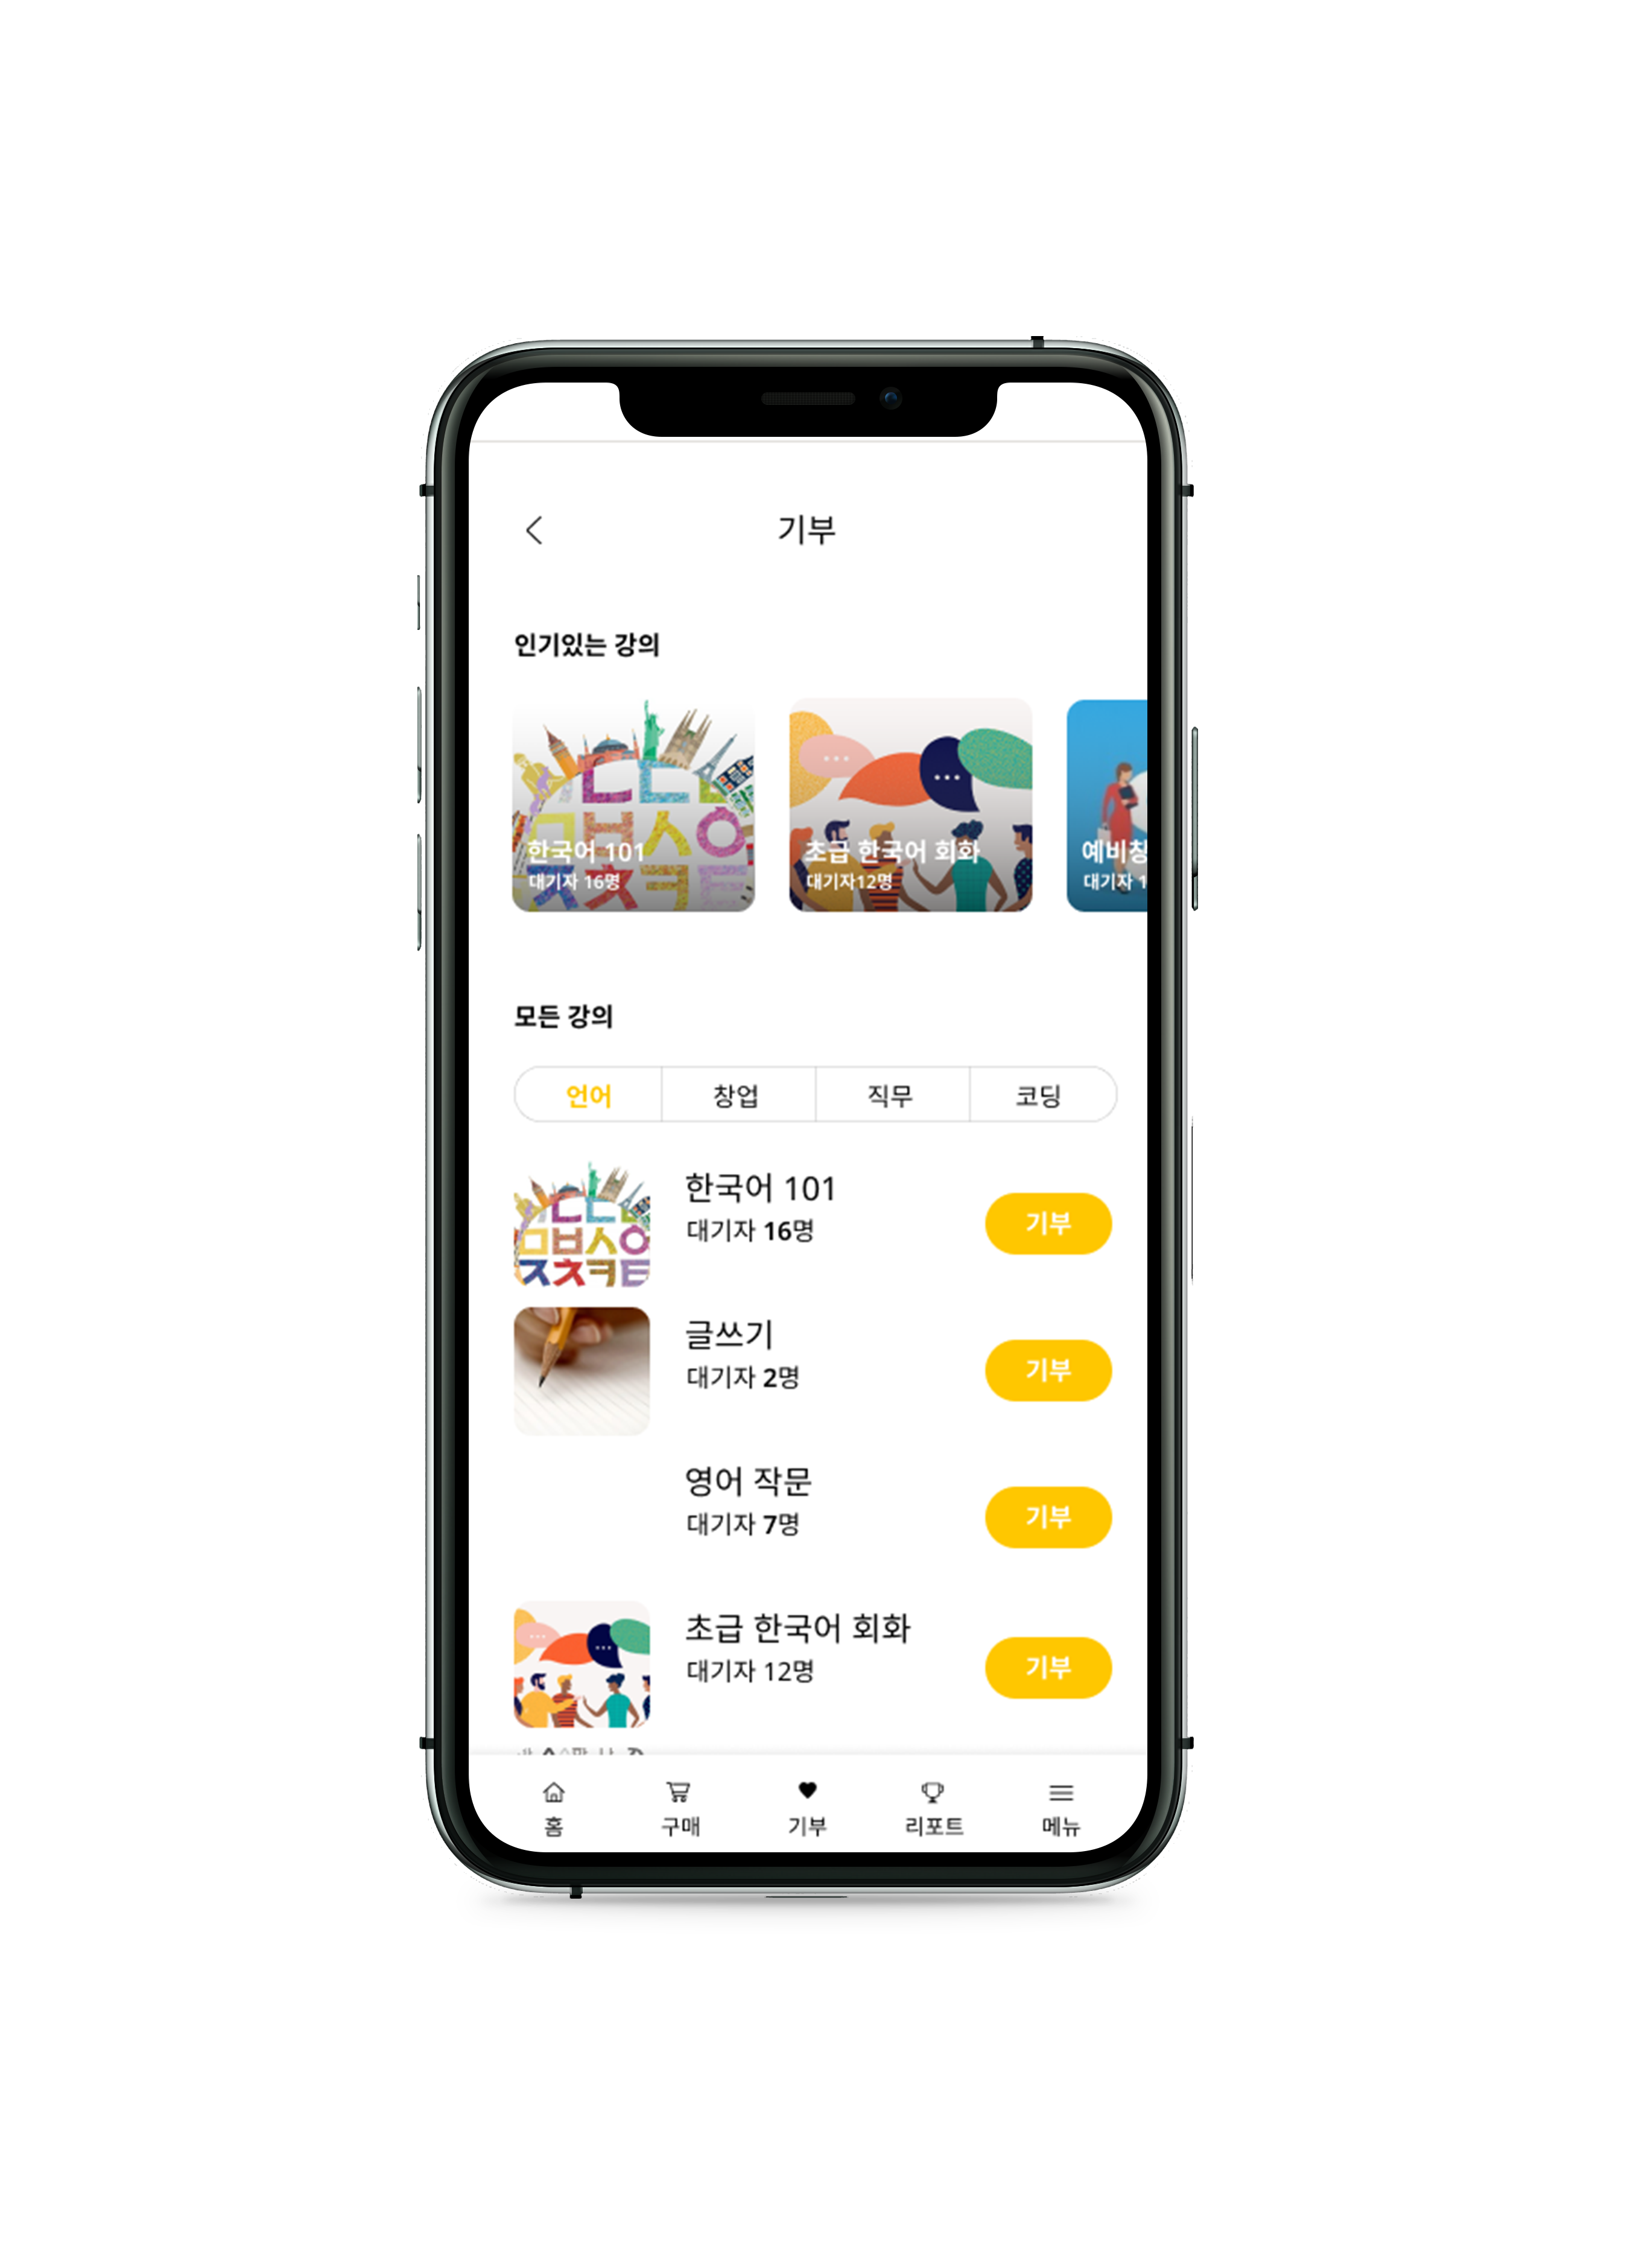 기부
인기있는 강의
한국어 101
대기자 16명
초급 한국어 회화
대기자12명
예비창
대기자 1
모든 강의
언어 창업 직무 코딩
한국어 101
대기자 16명
기부
글쓰기
대기자 2명
기부
영어 작문
대기자 7명
기부
초급 한국어 회화
대기자 12명
기부
홈 구매 기부 리포트 메뉴